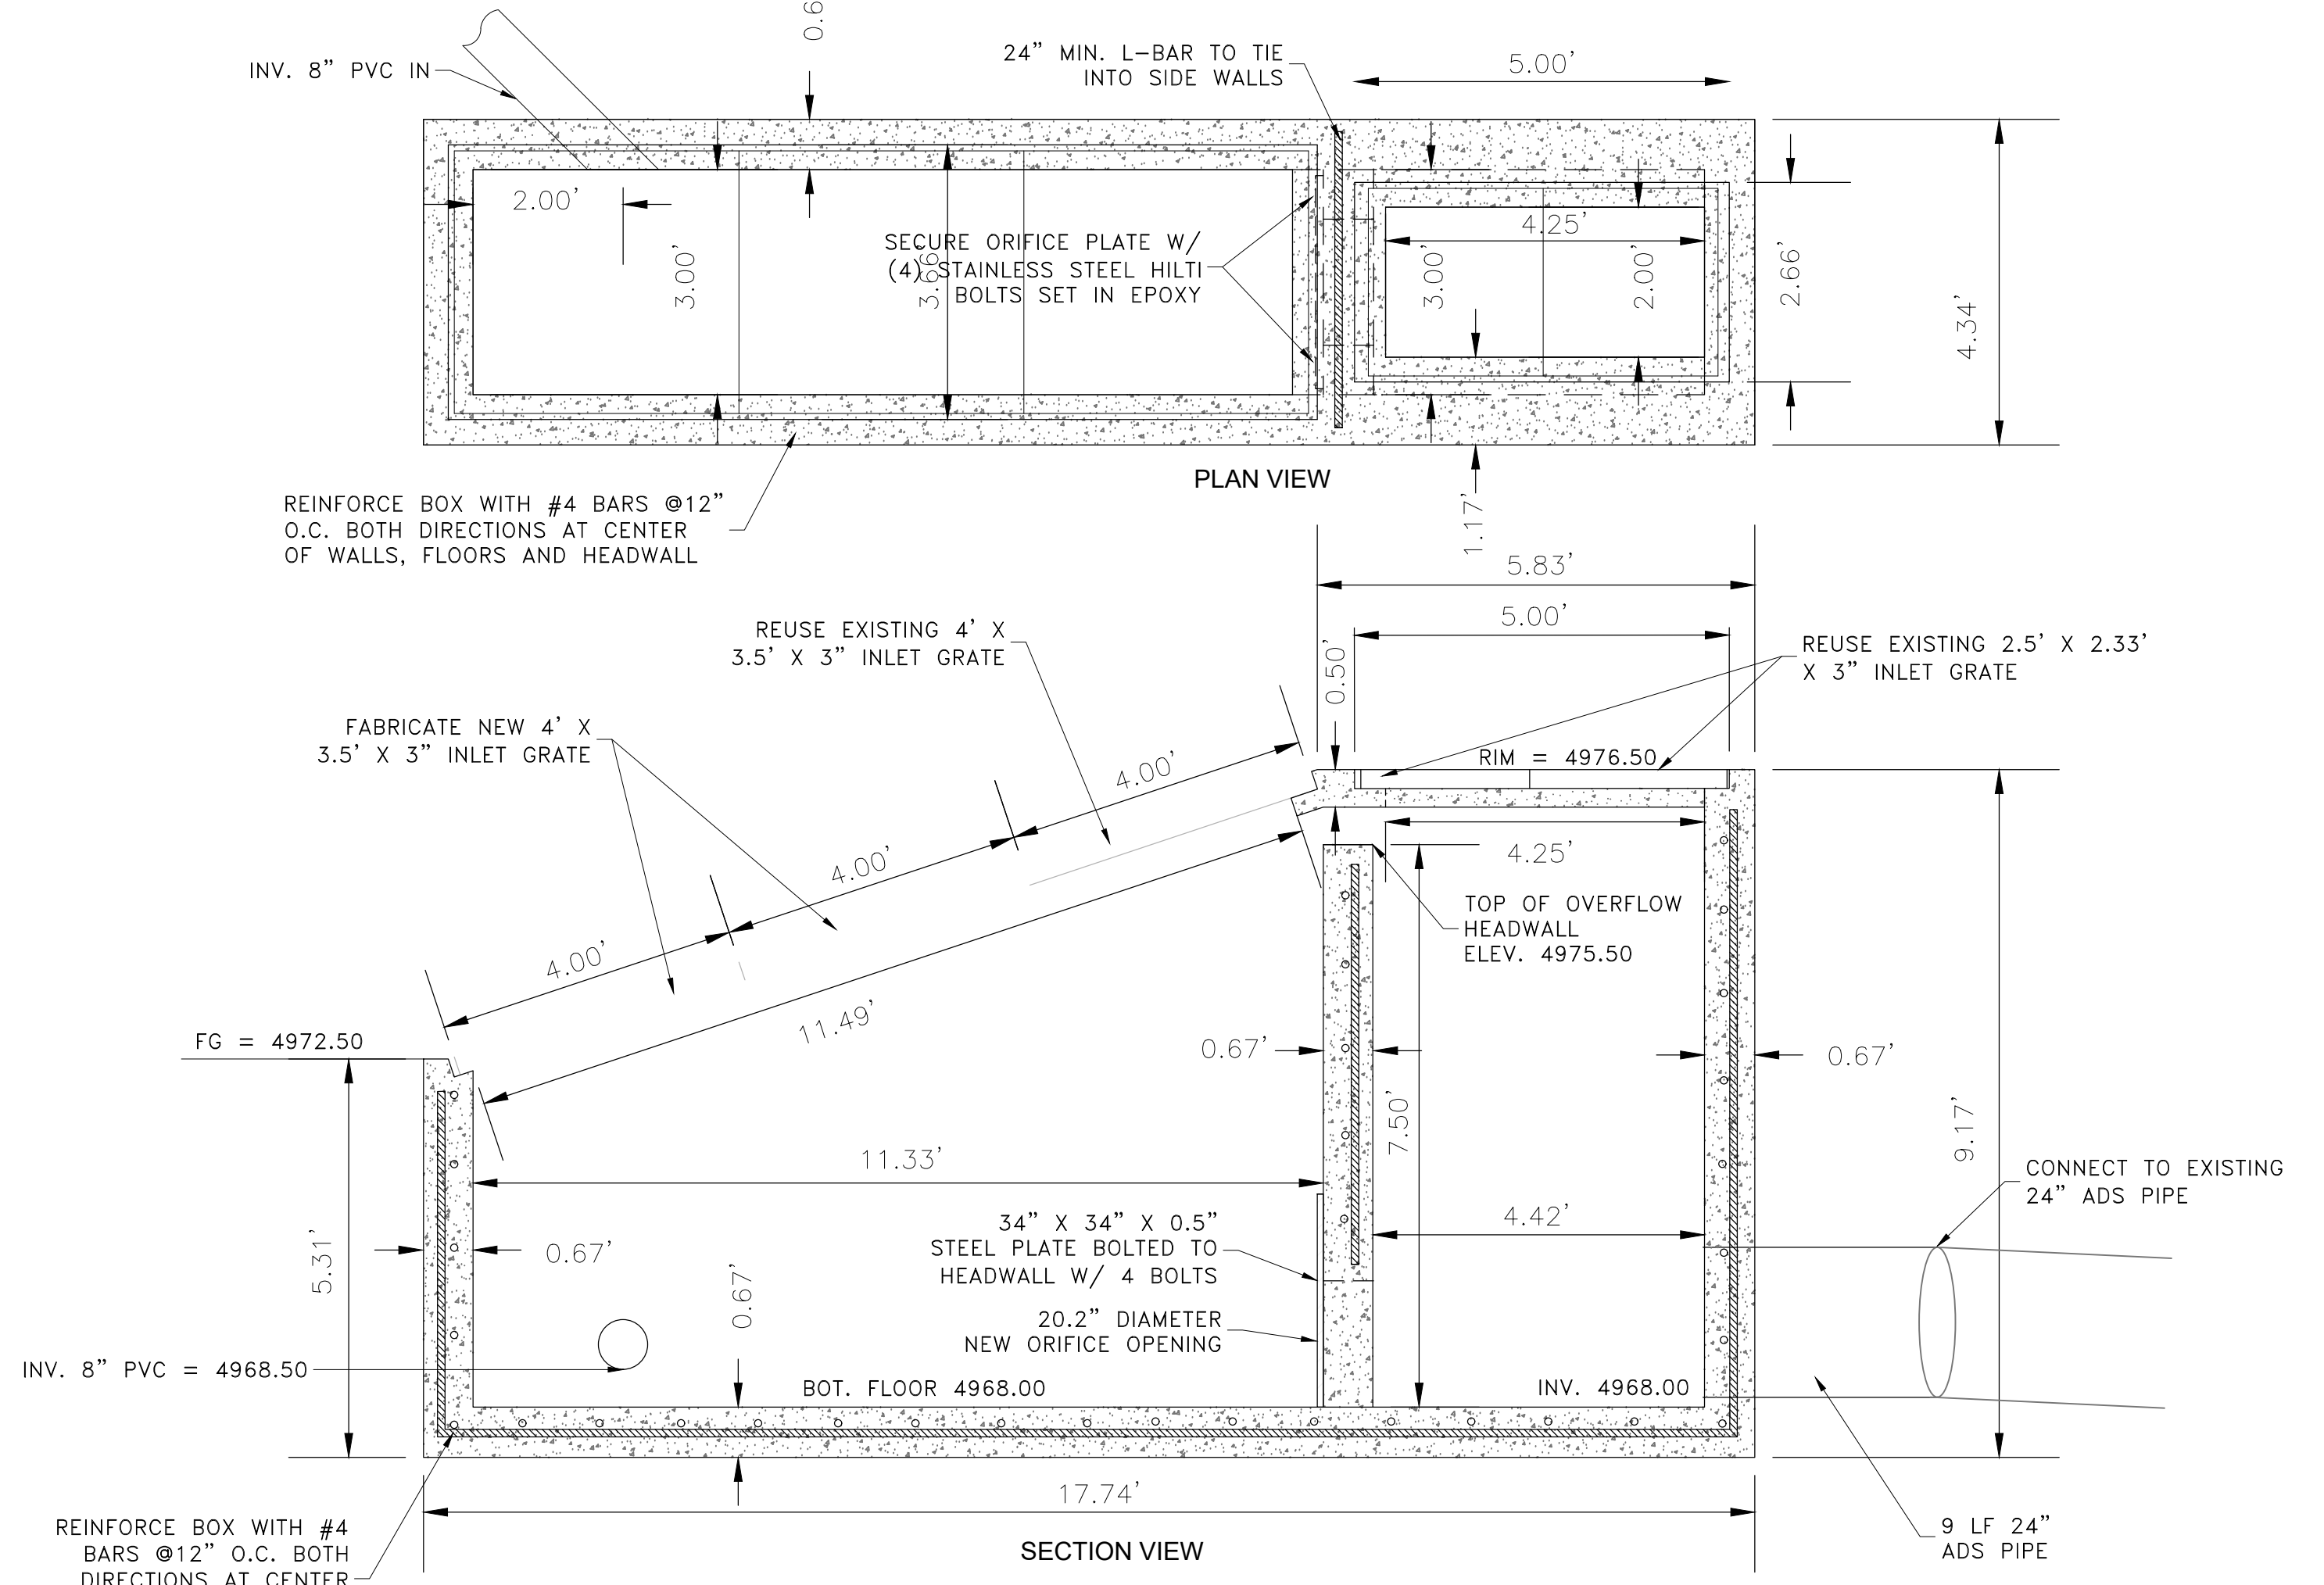 0.6
INV. 8” PVC IN
24” MIN. L-BAR TO TIE
INTO SIDE WALLS
5.00’
2.00’
3.00’
3.66’
SECURE ORIFICE PLATE W/
(4) STAINLESS STEEL HILTI
BOLTS SET IN EPOXY
4.25’
3.00’
2.00’
2.66’
4.34’
PLAN VIEW
1.17’
REINFORCE BOX WITH #4 BARS @12”
O.C. BOTH DIRECTIONS AT CENTER
OF WALLS, FLOORS AND HEADWALL
5.83’
5.00’
REUSE EXISTING 4’ X
3.5’ X 3” INLET GRATE
0.50’
REUSE EXISTING 2.5’ X 2.33’
X 3” INLET GRATE
FABRICATE NEW 4’ X
3.5’ X 3” INLET GRATE
RIM = 4976.50
4.00’
4.00’
4.00’
11.49’
4.25’
TOP OF OVERFLOW
HEADWALL
ELEV. 4975.50
FG = 4972.50
0.67’
0.67’
7.50’
9.17’
11.33’
CONNECT TO EXISTING
24” ADS PIPE
34” X 34” X 0.5”
STEEL PLATE BOLTED TO
HEADWALL W/ 4 BOLTS
4.42’
5.31’
0.67’
0.67’
20.2” DIAMETER
NEW ORIFICE OPENING
INV. 8” PVC = 4968.50
BOT. FLOOR 4968.00
INV. 4968.00
17.74’
REINFORCE BOX WITH #4
BARS @12” O.C. BOTH
DIRECTIONS AT CENTER
SECTION VIEW
9 LF 24”
ADS PIPE